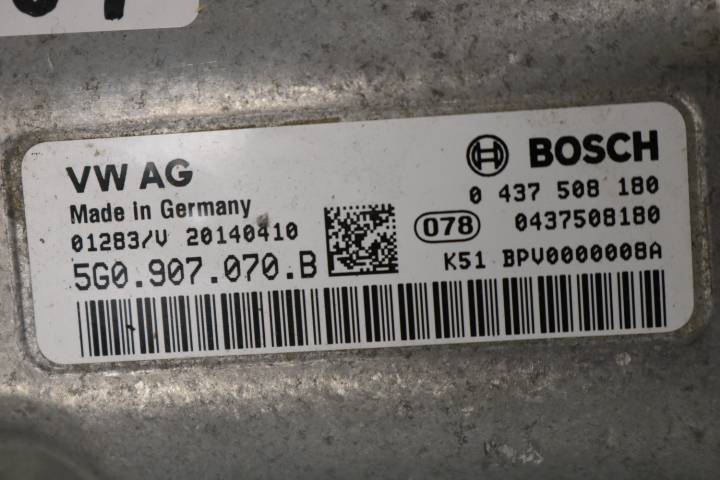 VW AG
Made in Germany
01283/V 20140410
5G0.907.070.B
BOSCH
0 437 508 180
078 0437508180
K51 BPV0000008A